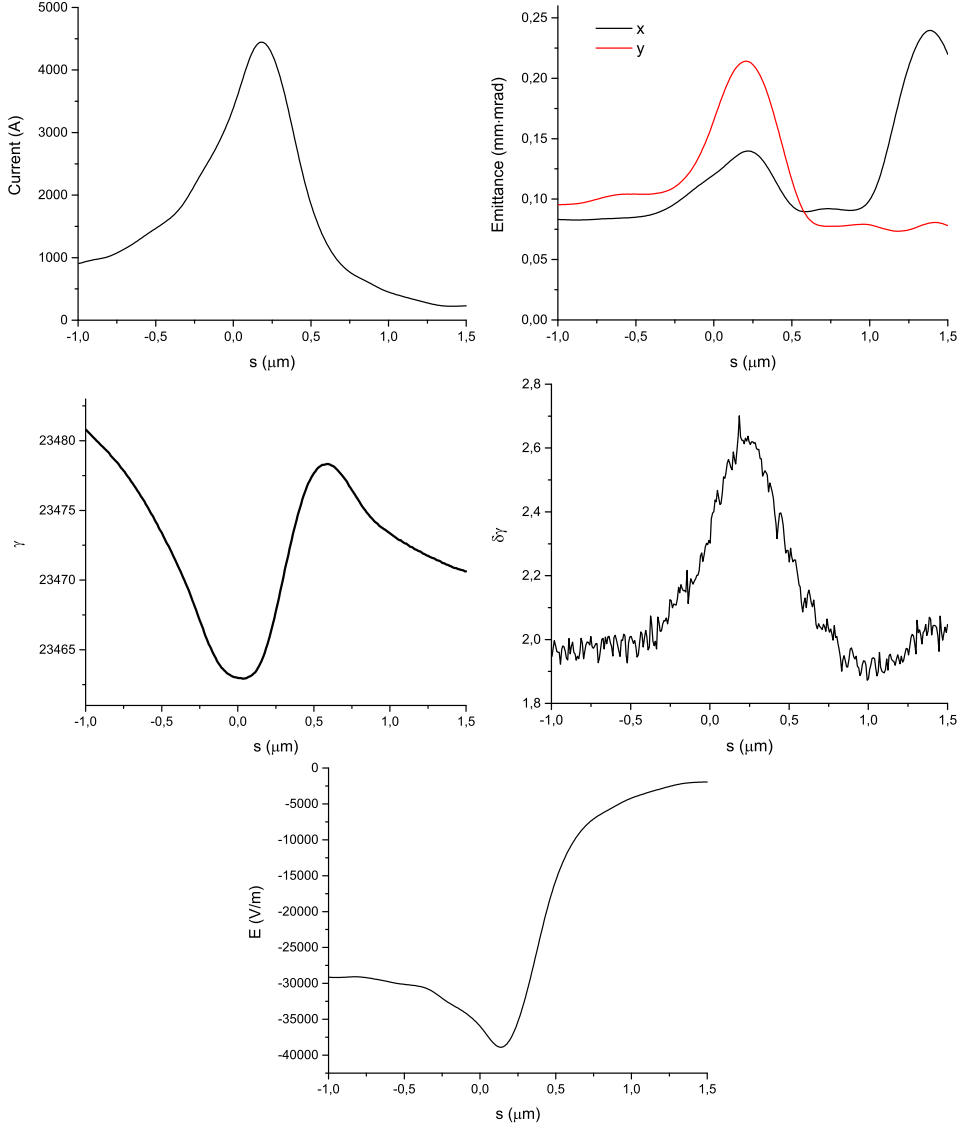 5000
4000
3000
2000
1000
0
Current (A)
-1,0 -0,5 0,0 0,5 1,0 1,5
s (μm)
x
y
0,25
0,20
0,15
0,10
0,05
0,00
Emittance (mm·mrad)
-1,0 -0,5 0,0 0,5 1,0 1,5
s (μm)
23480
23475
23470
23465
γ
-1,0 -0,5 0,0 0,5 1,0 1,5
s (μm)
2,8
2,6
2,4
2,2
2,0
1,8
δγ
-1,0 -0,5 0,0 0,5 1,0 1,5
s (μm)
0
-5000
-10000
-15000
-20000
-25000
-30000
-35000
-40000
E (V/m)
-1,0 -0,5 0,0 0,5 1,0 1,5
s (μm)